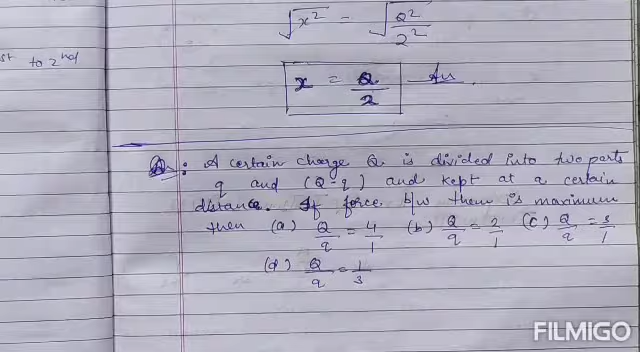 √x² = √Q²/2²
st to 2nd
x = Q/2 Ans.
Q: A certain charge Q is divided into two parts
q and (Q-q) and kept at a certain
distance. If force b/w them is maximum
then (a) Q/q = 4/1 (b) Q/q = 2/1 (c) Q/q = 3/1
(d) Q/q = 1/3
FILMIGO